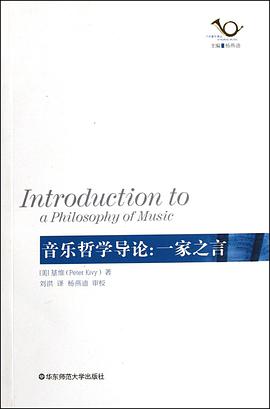 主编 杨燕迪
Introduction to
a Philosophy of Music
音乐哲学导论：一家之言
[美]基维(Peter Kivy) 著
刘洪 译 杨燕迪 审校
华东师范大学出版社